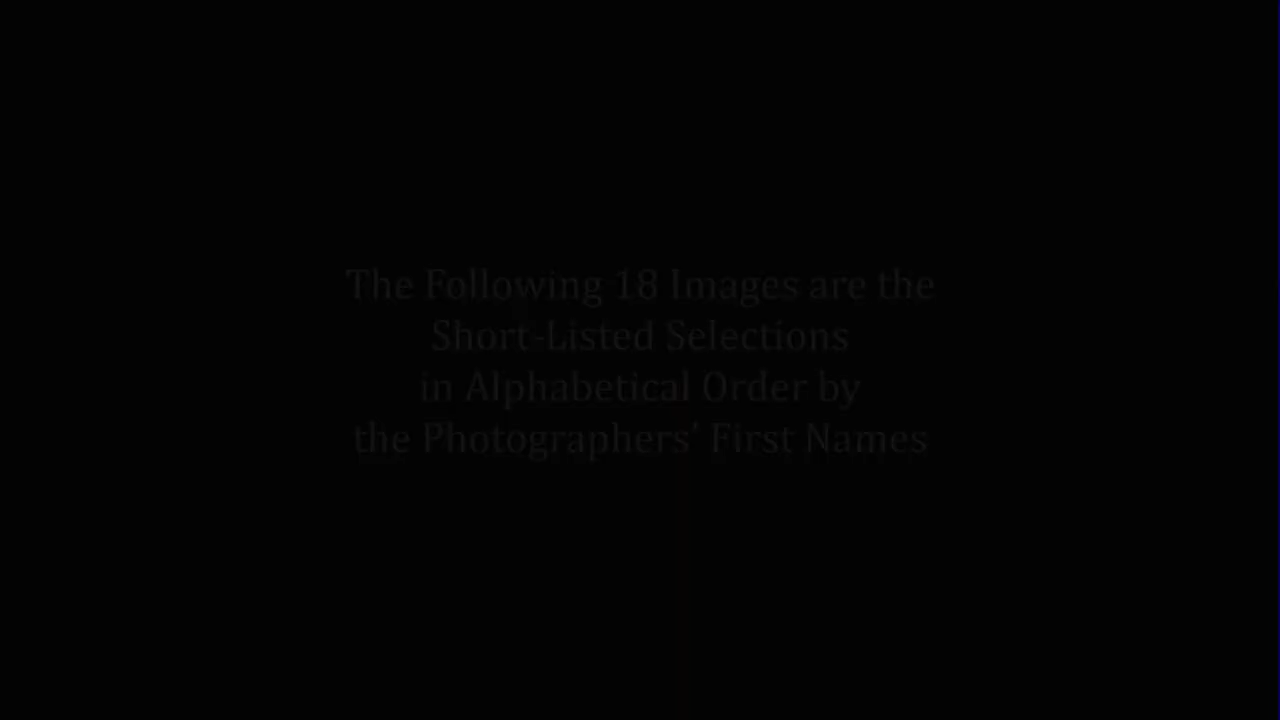 The Following 18 Images are the
Short-Listed Selections
in Alphabetical Order by
the Photographers' First Names